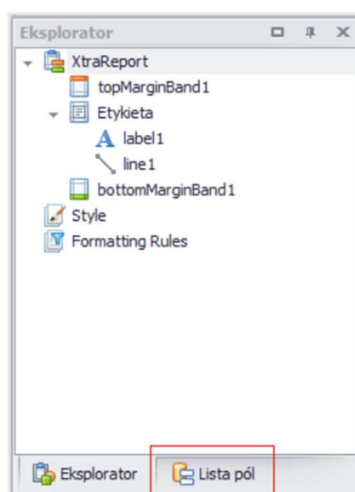 Eksplorator
XtraReport
topMarginBand1
Etykieta
A label1
line1
bottomMarginBand1
Style
Formatting Rules
Eksplorator Lista pól